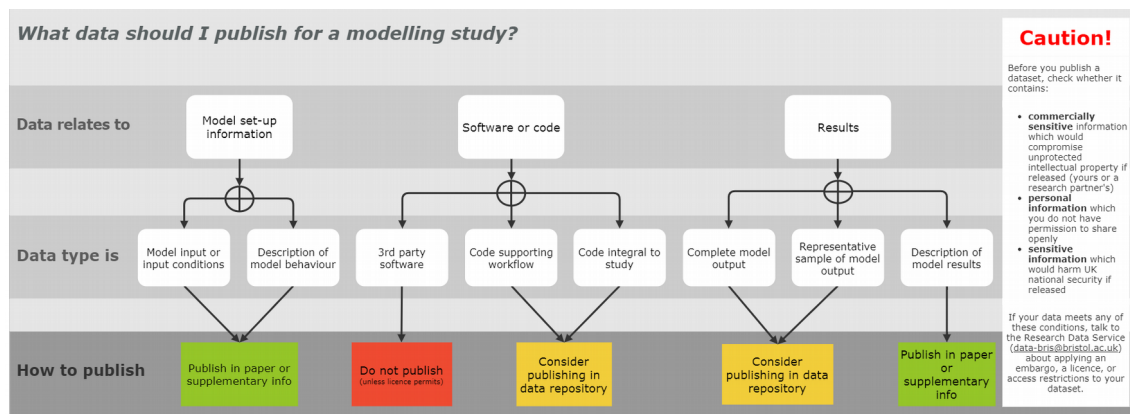 What data should I publish for a modelling study?
Data relates to
Model set-up
information
Software or code
Results
Data type is
Model input or
input conditions
Description of
model behaviour
3rd party
software
Code supporting
workflow
Code integral to
study
Complete model
output
Representative
sample of model
output
Description of
model results
How to publish
Publish in paper or
supplementary info
Do not publish
(unless licence permits)
Consider
publishing in
data repository
Consider
publishing in data
repository
Publish in paper
or
supplementary
info
Caution!
Before you publish a
dataset, check whether it
contains:
• commercially
sensitive information
which would
compromise
unprotected
intellectual property if
released (yours or a
research partner's)
• personal
information which
you do not have
permission to share
openly
• sensitive
information which
would harm UK
national security if
released
If your data meets any of
these conditions, talk to
the Research Data Service
(data-bris@bristol.ac.uk)
about applying an
embargo, a licence, or
access restrictions to your
dataset.